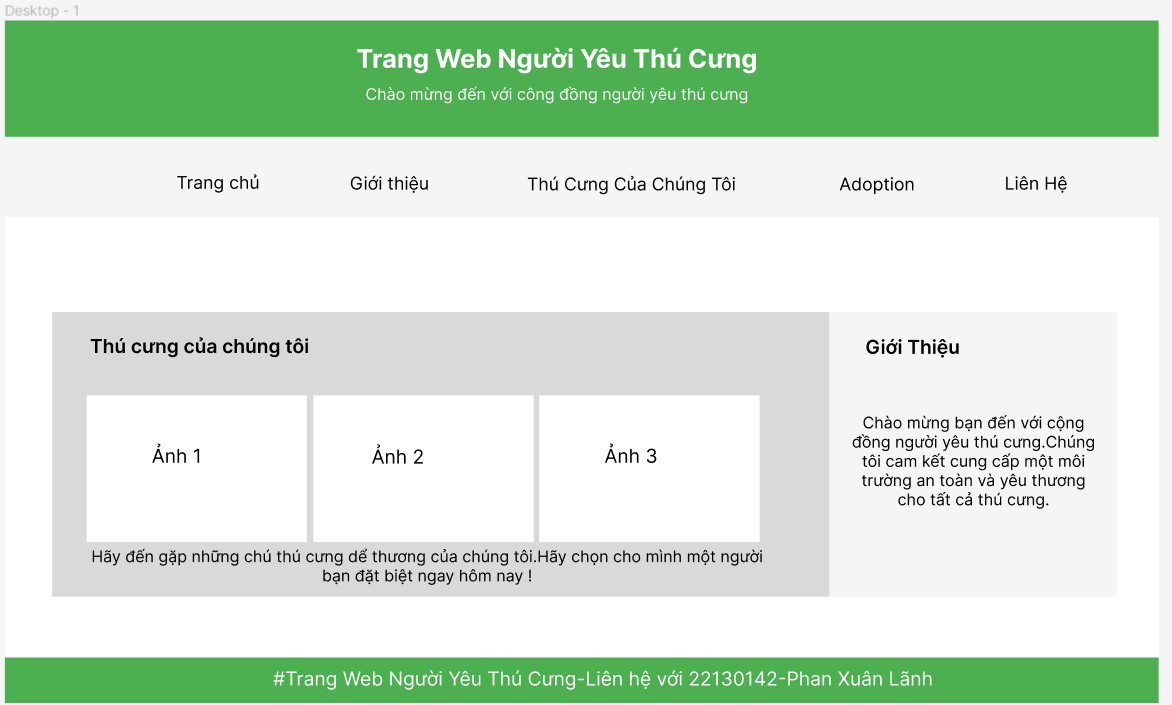 Desktop - 1
Trang Web Người Yêu Thú Cưng
Chào mừng đến với công đồng người yêu thú cưng
Trang chủ
Giới thiệu
Thú Cưng Của Chúng Tôi
Adoption
Liên Hệ
Thú cưng của chúng tôi
Ảnh 1
Ảnh 2
Ảnh 3
Hãy đến gặp những chú thú cưng dể thương của chúng tôi.Hãy chọn cho mình một người
bạn đặt biệt ngay hôm nay !
Giới Thiệu
Chào mừng bạn đến với cộng
đồng người yêu thú cưng.Chúng
tôi cam kết cung cấp một môi
trường an toàn và yêu thương
cho tất cả thú cưng.
#Trang Web Người Yêu Thú Cưng-Liên hệ với 22130142-Phan Xuân Lãnh